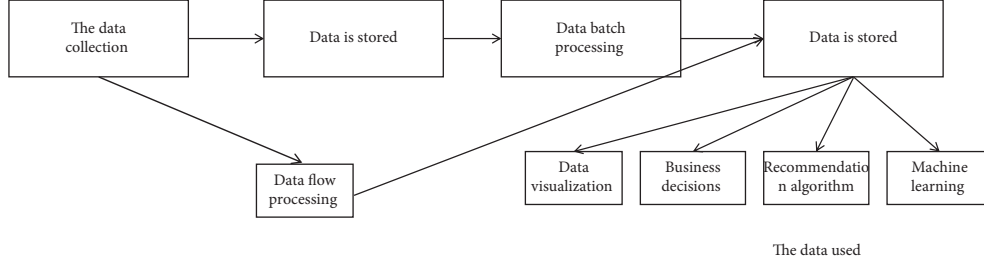 The data
collection
Data is stored
Data batch
processing
Data is stored
Data flow
processing
Data
visualization
Business
decisions
Recommendatio
n algorithm
Machine
learning
The data used